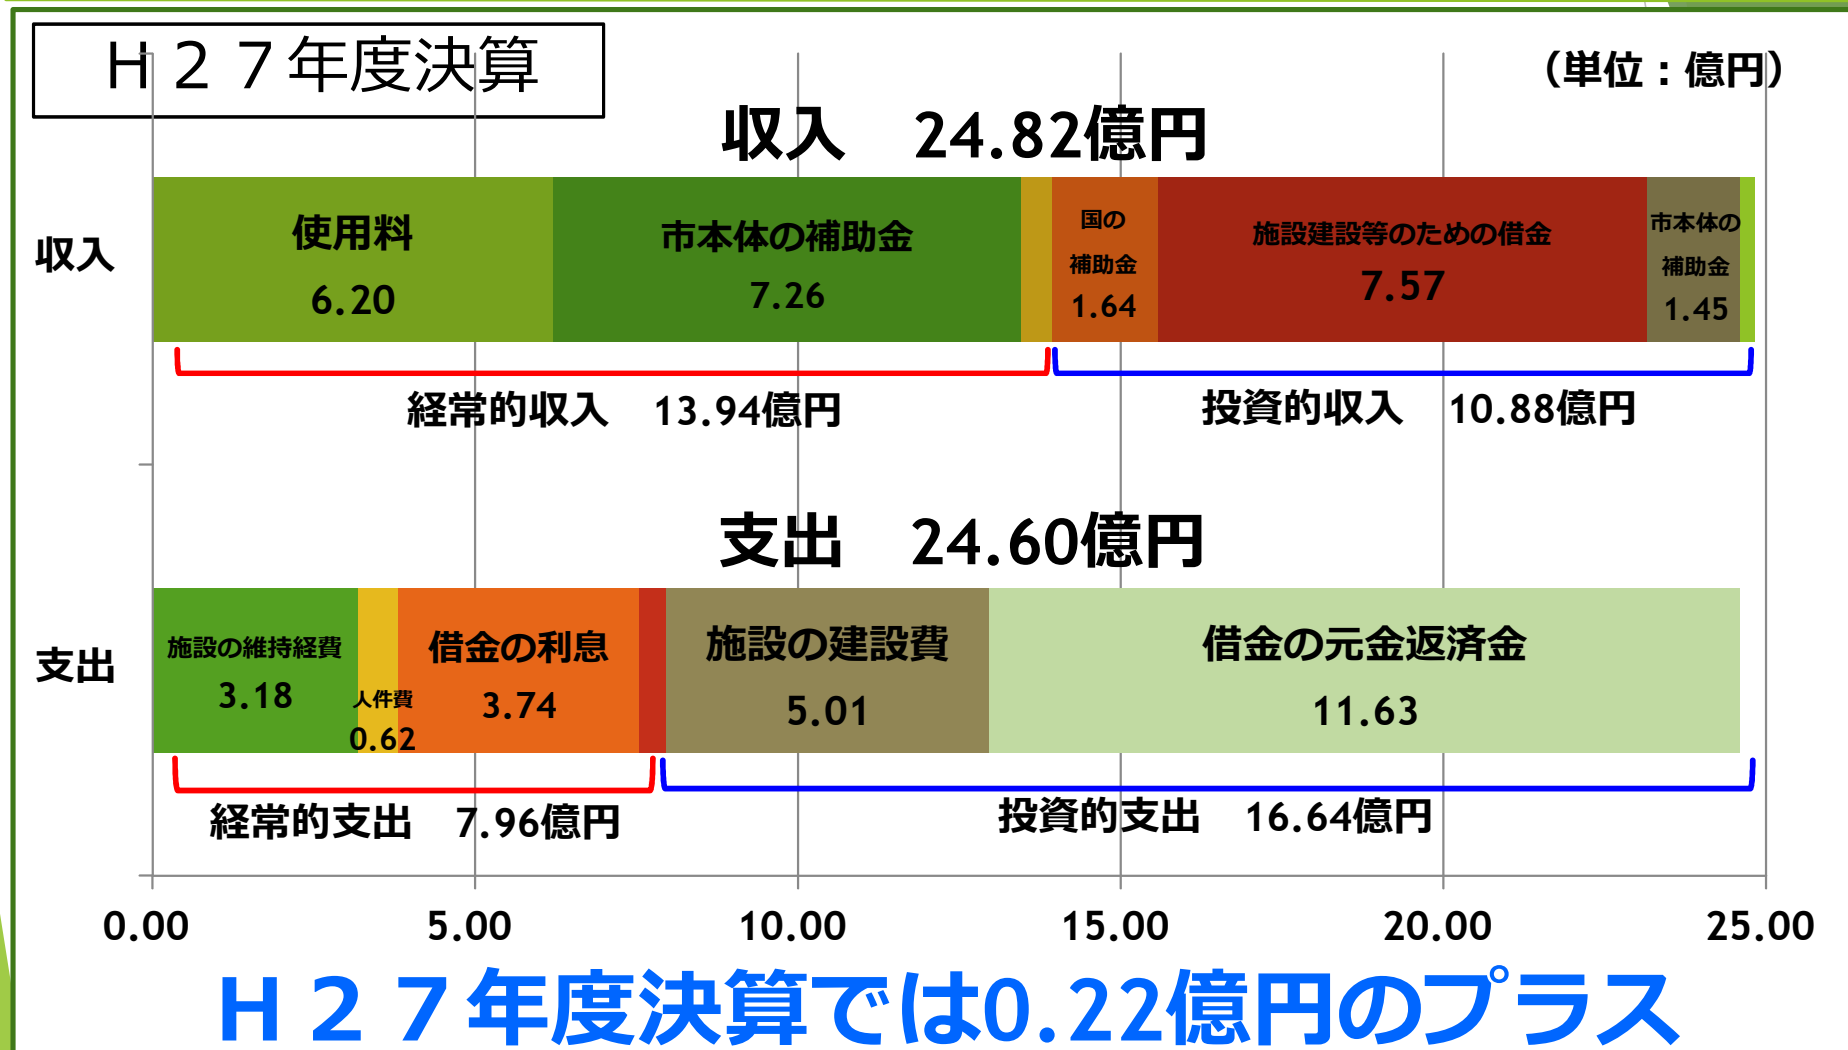 Ｈ２７年度決算
（単位：億円）
収入　24.82億円
収入
使用料
6.20
市本体の補助金
7.26
国の
補助金
1.64
施設建設等のための借金
7.57
市本体の
補助金
1.45
経常的収入　13.94億円
投資的収入　10.88億円
支出　24.60億円
支出
施設の維持経費
3.18
人件費
0.62
借金の利息
3.74
施設の建設費
5.01
借金の元金返済金
11.63
経常的支出　7.96億円
投資的支出　16.64億円
0.00 5.00 10.00 15.00 20.00 25.00
Ｈ２７年度決算では0.22億円のプラス